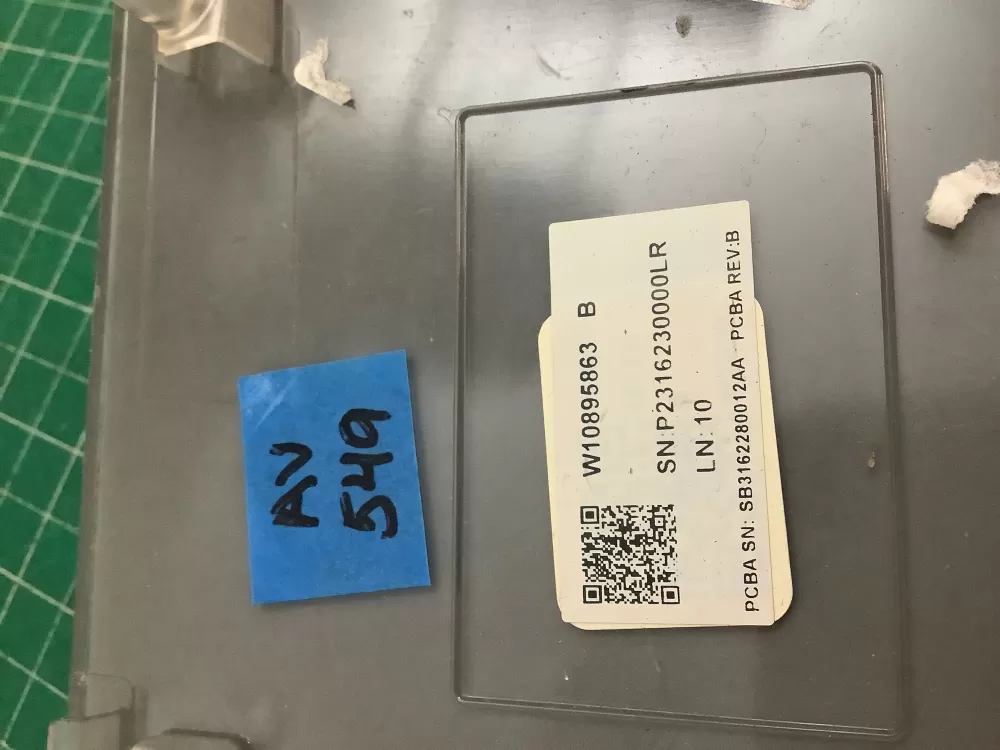 AV
549
W10895863 B
SN:P2316230000LR
LN: 10
PCBA SN: SB3162280012AA - PCBA REV:B